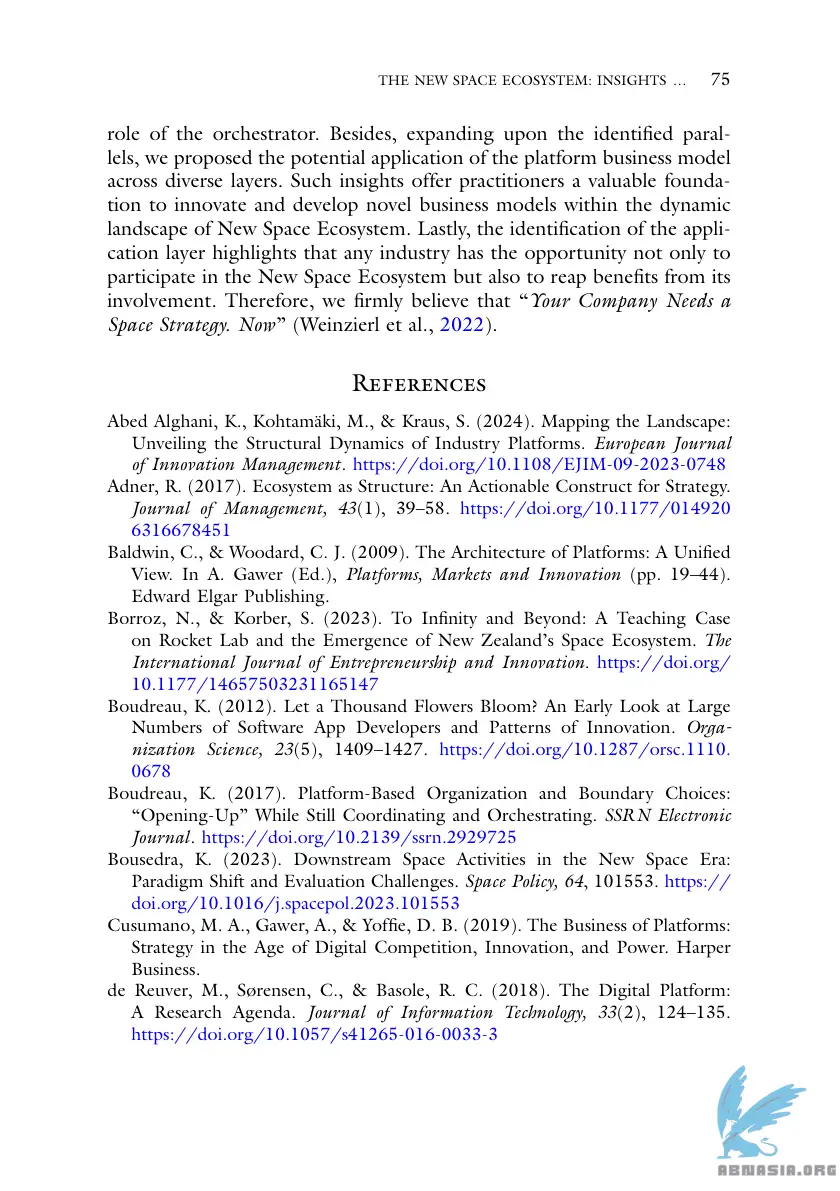 THE NEW SPACE ECOSYSTEM: INSIGHTS … 75
role of the orchestrator. Besides, expanding upon the identified paral-
lels, we proposed the potential application of the platform business model
across diverse layers. Such insights offer practitioners a valuable founda-
tion to innovate and develop novel business models within the dynamic
landscape of New Space Ecosystem. Lastly, the identification of the appli-
cation layer highlights that any industry has the opportunity not only to
participate in the New Space Ecosystem but also to reap benefits from its
involvement. Therefore, we firmly believe that “Your Company Needs a
Space Strategy. Now” (Weinzierl et al., 2022).
References
Abed Alghani, K., Kohtamäki, M., & Kraus, S. (2024). Mapping the Landscape:
Unveiling the Structural Dynamics of Industry Platforms. European Journal
of Innovation Management. https://doi.org/10.1108/EJIM-09-2023-0748
Adner, R. (2017). Ecosystem as Structure: An Actionable Construct for Strategy.
Journal of Management, 43(1), 39–58. https://doi.org/10.1177/014920
6316678451
Baldwin, C., & Woodard, C. J. (2009). The Architecture of Platforms: A Unified
View. In A. Gawer (Ed.), Platforms, Markets and Innovation (pp. 19–44).
Edward Elgar Publishing.
Borroz, N., & Korber, S. (2023). To Infinity and Beyond: A Teaching Case
on Rocket Lab and the Emergence of New Zealand’s Space Ecosystem. The
International Journal of Entrepreneurship and Innovation. https://doi.org/
10.1177/14657503231165147
Boudreau, K. (2012). Let a Thousand Flowers Bloom? An Early Look at Large
Numbers of Software App Developers and Patterns of Innovation. Orga-
nization Science, 23(5), 1409–1427. https://doi.org/10.1287/orsc.1110.
0678
Boudreau, K. (2017). Platform-Based Organization and Boundary Choices:
“Opening-Up” While Still Coordinating and Orchestrating. SSRN Electronic
Journal. https://doi.org/10.2139/ssrn.2929725
Bousedra, K. (2023). Downstream Space Activities in the New Space Era:
Paradigm Shift and Evaluation Challenges. Space Policy, 64, 101553. https://
doi.org/10.1016/j.spacepol.2023.101553
Cusumano, M. A., Gawer, A., & Yoffie, D. B. (2019). The Business of Platforms:
Strategy in the Age of Digital Competition, Innovation, and Power. Harper
Business.
de Reuver, M., Sørensen, C., & Basole, R. C. (2018). The Digital Platform:
A Research Agenda. Journal of Information Technology, 33(2), 124–135.
https://doi.org/10.1057/s41265-016-0033-3
ABNASIA.ORG